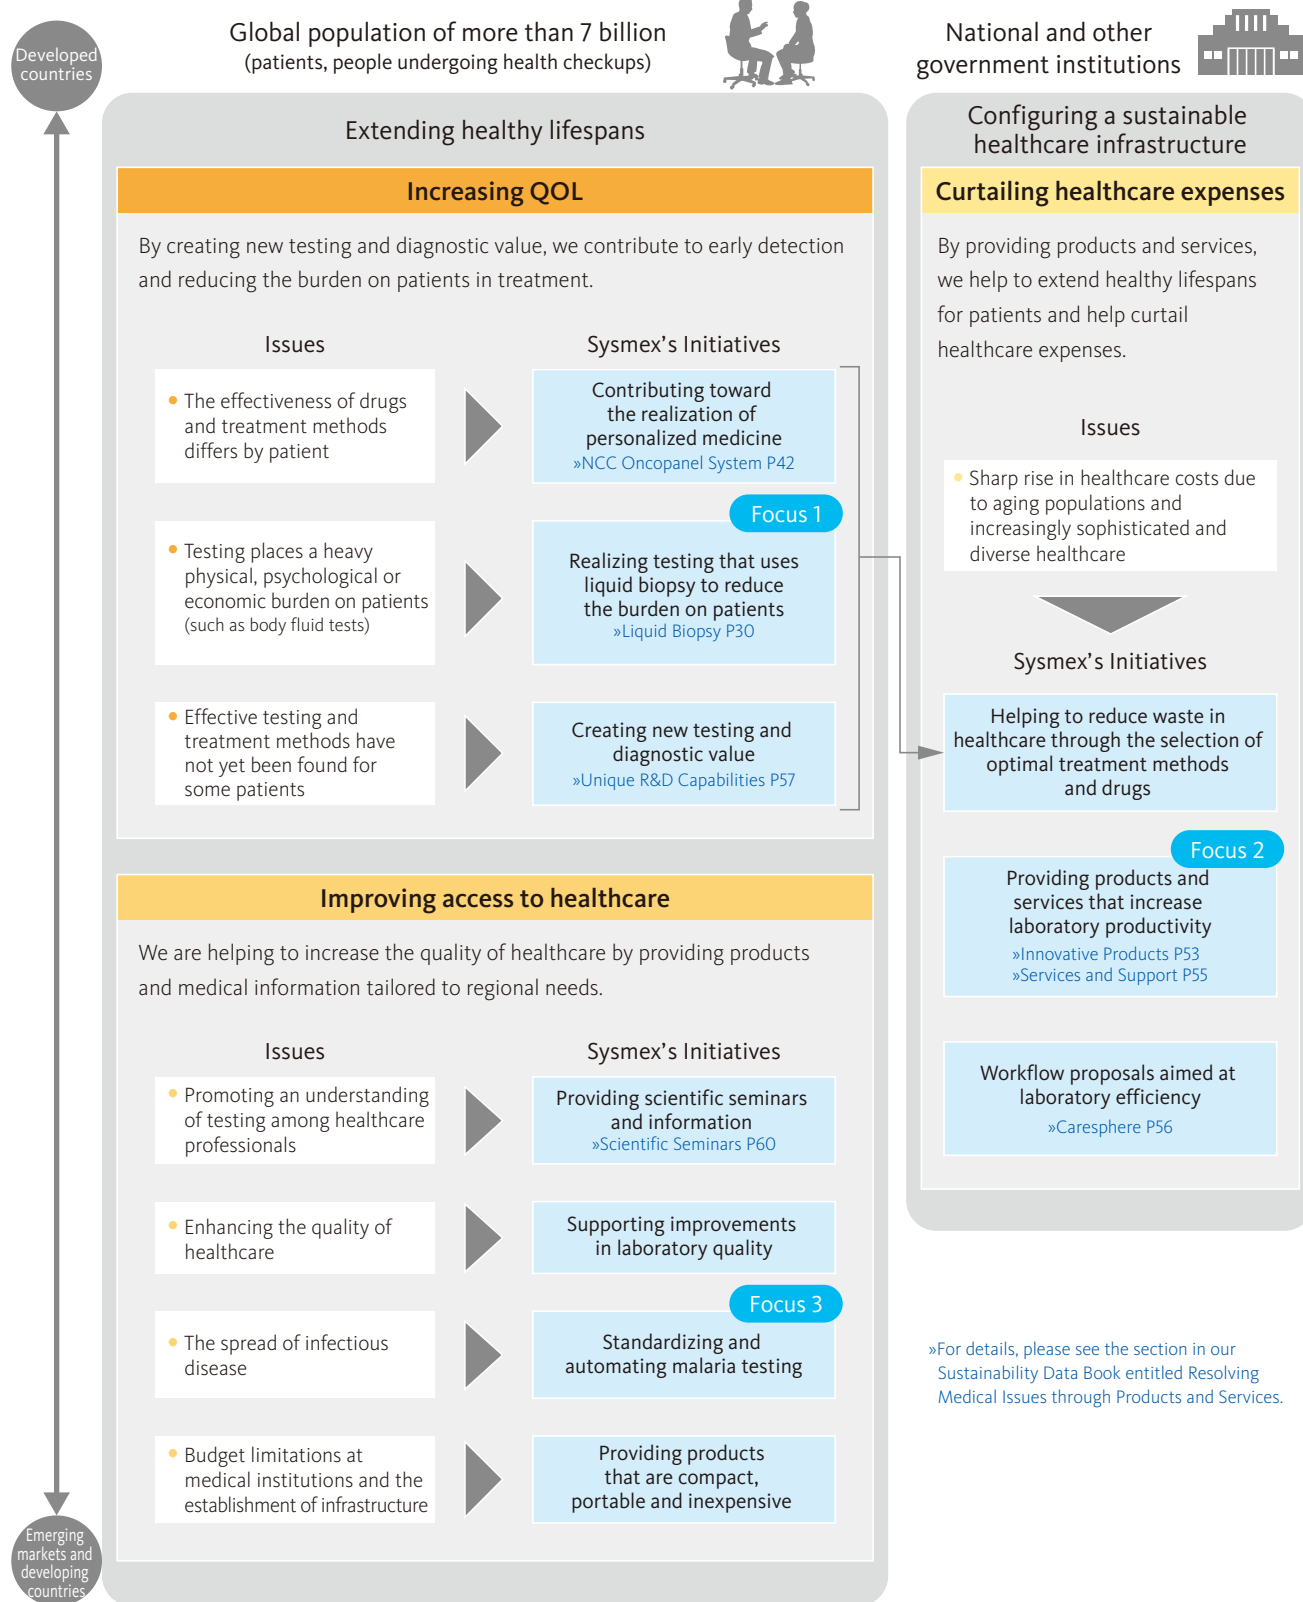 Developed
countries
Global population of more than 7 billion
(patients, people undergoing health checkups)
National and other
government institutions
Extending healthy lifespans
Increasing QOL
By creating new testing and diagnostic value, we contribute to early detection
and reducing the burden on patients in treatment.
Issues
Sysmex's Initiatives
• The effectiveness of drugs
and treatment methods
differs by patient
Contributing toward
the realization of
personalized medicine
»NCC Oncopanel System P42
• Testing places a heavy
physical, psychological or
economic burden on patients
(such as body fluid tests)
Focus 1
Realizing testing that uses
liquid biopsy to reduce
the burden on patients
»Liquid Biopsy P30
• Effective testing and
treatment methods have
not yet been found for
some patients
Creating new testing and
diagnostic value
»Unique R&D Capabilities P57
Improving access to healthcare
We are helping to increase the quality of healthcare by providing products
and medical information tailored to regional needs.
Issues
Sysmex's Initiatives
• Promoting an understanding
of testing among healthcare
professionals
Providing scientific seminars
and information
»Scientific Seminars P60
• Enhancing the quality of
healthcare
Supporting improvements
in laboratory quality
• The spread of infectious
disease
Focus 3
Standardizing and
automating malaria testing
• Budget limitations at
medical institutions and the
establishment of infrastructure
Providing products
that are compact,
portable and inexpensive
Configuring a sustainable
healthcare infrastructure
Curtailing healthcare expenses
By providing products and services,
we help to extend healthy lifespans
for patients and help curtail
healthcare expenses.
Issues
• Sharp rise in healthcare costs due
to aging populations and
increasingly sophisticated and
diverse healthcare
Sysmex's Initiatives
Helping to reduce waste in
healthcare through the selection of
optimal treatment methods
and drugs
Focus 2
Providing products and
services that increase
laboratory productivity
»Innovative Products P53
»Services and Support P55
Workflow proposals aimed at
laboratory efficiency
»Caresphere P56
»For details, please see the section in our
Sustainability Data Book entitled Resolving
Medical Issues through Products and Services.
Emerging
markets and
developing
countries